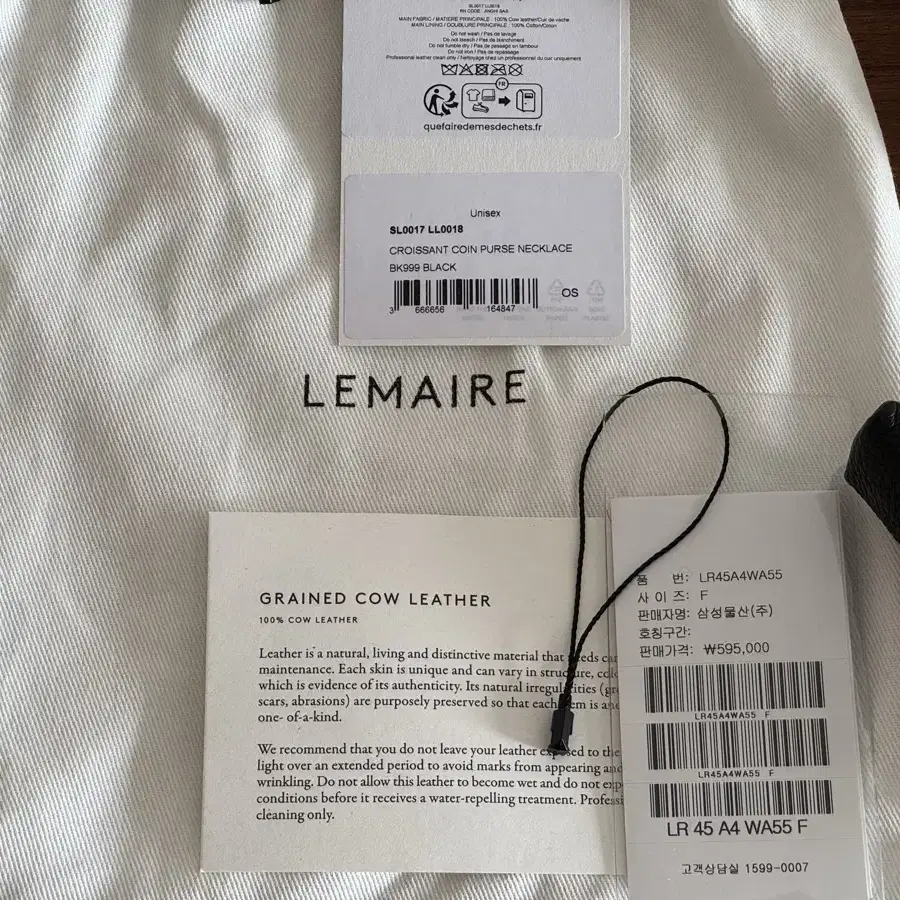 SL0017 LL0018
MAIN FABRIC / MATIERE PRINCIPALE : 100% Cow leather/Cuir de vache
MAIN LINING / DOUBLURE PRINCIPALE : 100% Cotton/Coton
Do not wash / Pas de lavage
Do not bleach / Pas de blanchiment
Do not tumble dry / Pas de passage en tambour
Do not iron / Pas de repassage
Professional leather clean only / Nettoyage chez un professionnel du cuir uniquement
FR
quefairedemesdechets.fr
Unisex
SL0017 LL0018
CROISSANT COIN PURSE NECKLACE
BK999 BLACK
OS
3 666656 164847
LEMAIRE
GRAINED COW LEATHER
100% COW LEATHER
Leather is a natural, living and distinctive material that
maintenance. Each skin is unique and can vary in structure,
which is evidence of its authenticity. Its natural irregularities
scars, abrasions) are purposely preserved so that each is
one- of-a-kind.
We recommend that you do not leave your leather exposed to the
light over an extended period to avoid marks from appearing and
wrinkling. Do not allow this leather to become wet and do not
conditions before it receives a water-repelling treatment.
cleaning only.
품 번: LR45A4WA55
사 이 즈: F
판매자명: 삼성물산(주)
호칭구간:
판매가격: ₩595,000
LR45A4WA55 F
LR45A4WA55 F
LR 45 A4 WA55 F
고객상담실 1599-0007